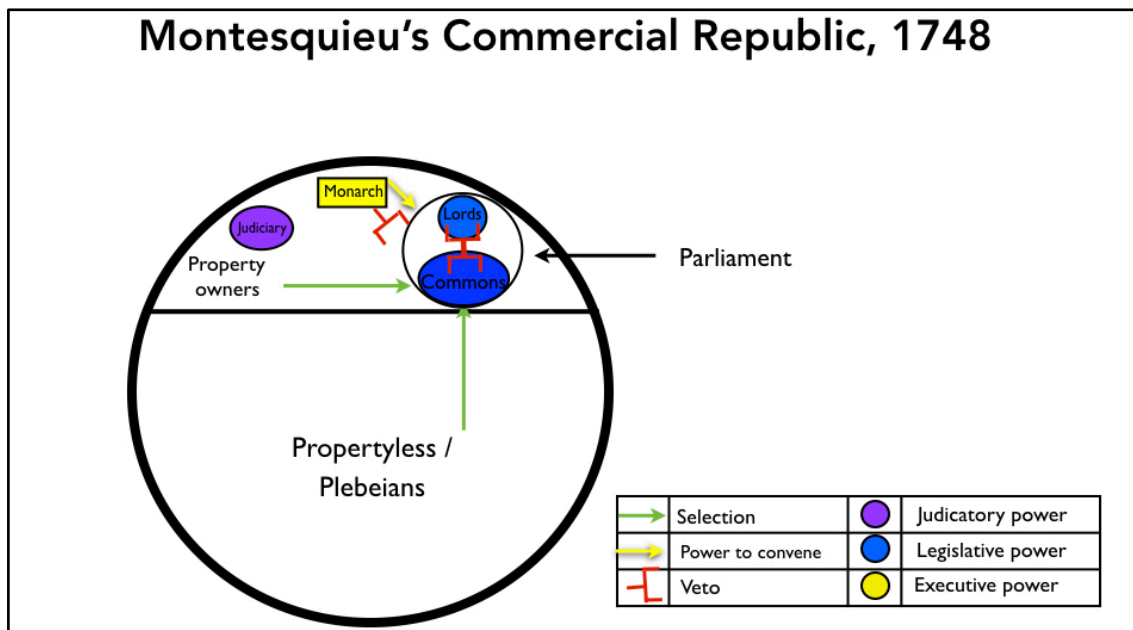 Montesquieu's Commercial Republic, 1748
Monarch
Lords
Judiciary
Property
owners
Commons
Parliament
Propertyless /
Plebeians
Selection
Judicatory power
Power to convene
Legislative power
Veto
Executive power